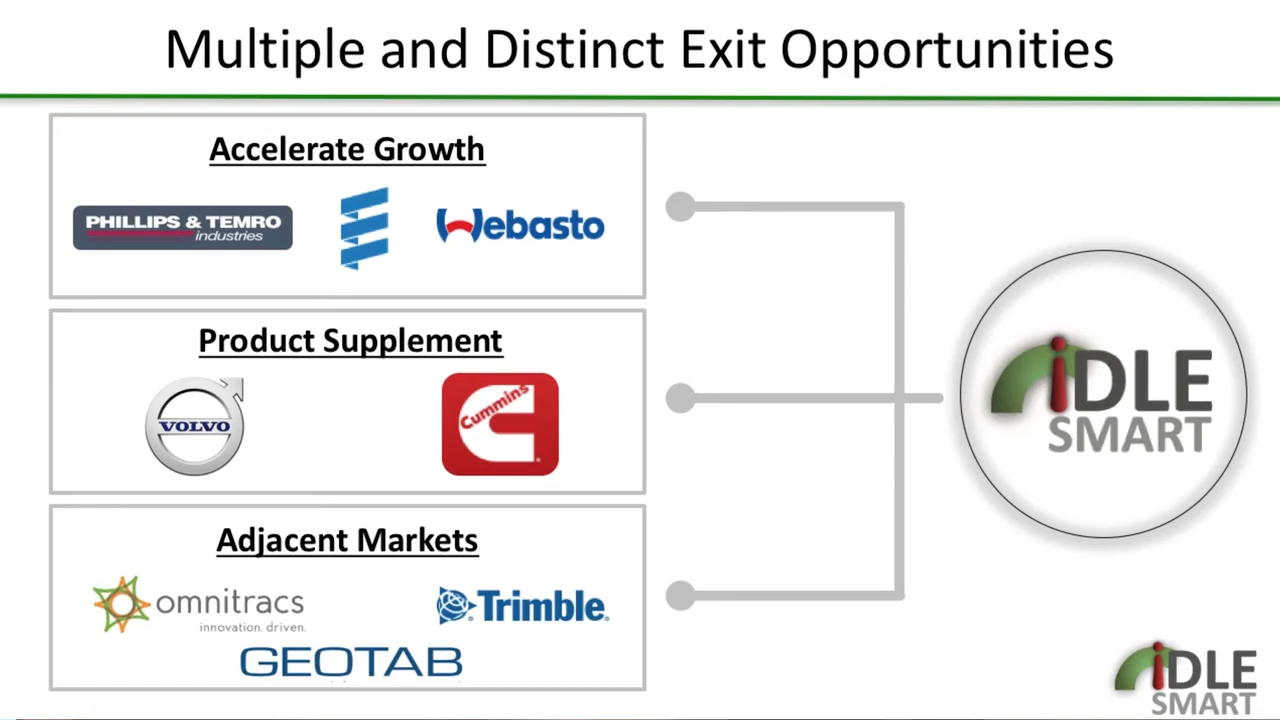 Multiple and Distinct Exit Opportunities
Accelerate Growth
PHILLIPS & TEMRO
industries
Webasto
Product Supplement
VOLVO
Cummins
Adjacent Markets
omnitracs
innovation. driven.
Trimble
GEOTAB
iDLE
SMART
iDLE
SMART